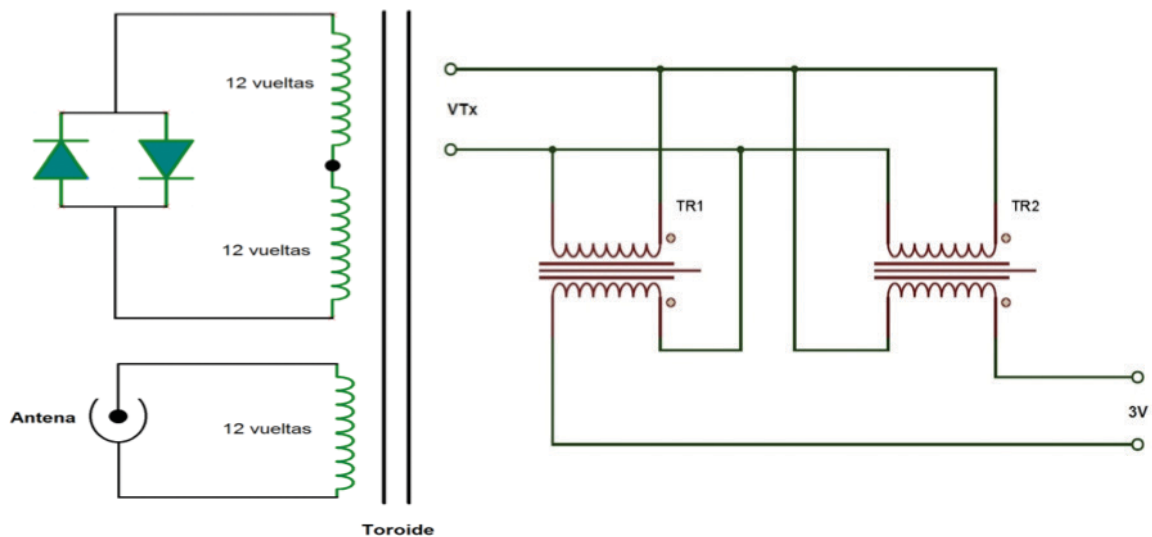 12 vueltas
12 vueltas
Antena
12 vueltas
Toroide
VTx
TR1
TR2
3V